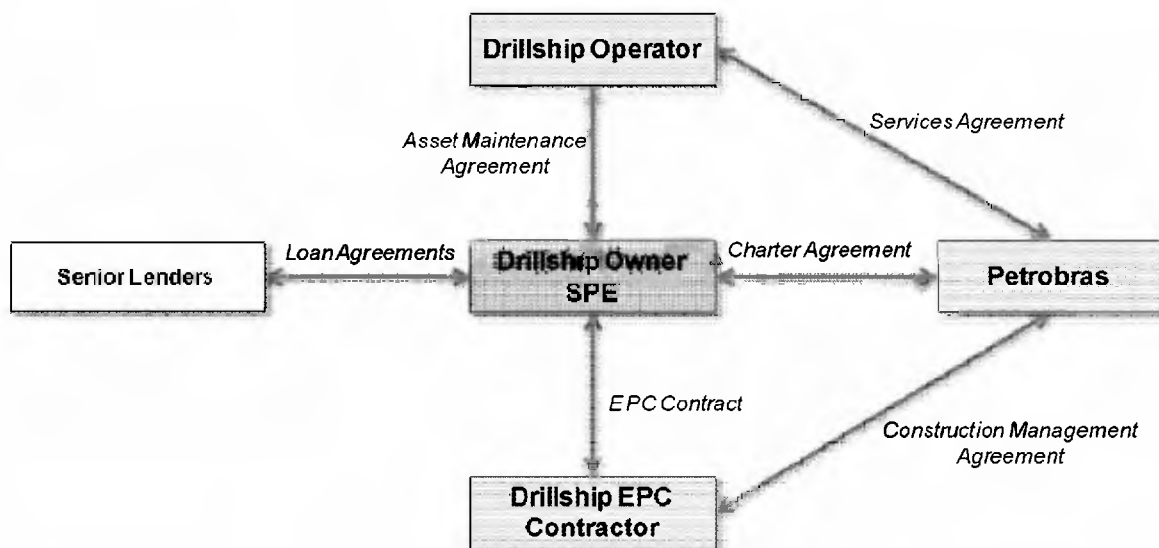 Drillship Operator
Services Agreement
Asset Maintenance
Agreement
Loan Agreements
Drillship Owner
SPE
Charter Agreement
Senior Lenders
Petrobras
EPC Contract
Construction Management
Agreement
Drillship EPC
Contractor